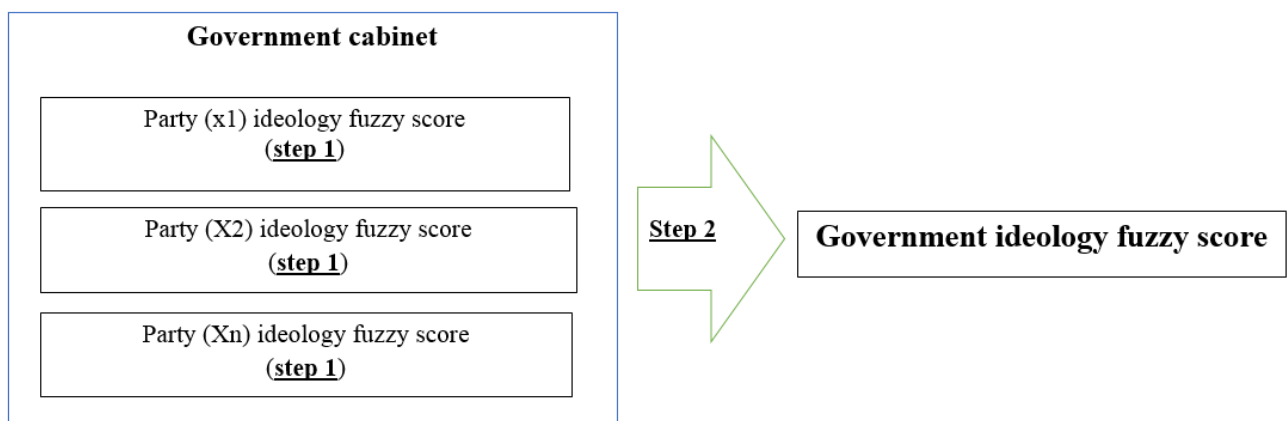 Government cabinet
Party (x1) ideology fuzzy score
(step 1)
Party (X2) ideology fuzzy score
(step 1)
Party (Xn) ideology fuzzy score
(step 1)
Step 2
Government ideology fuzzy score